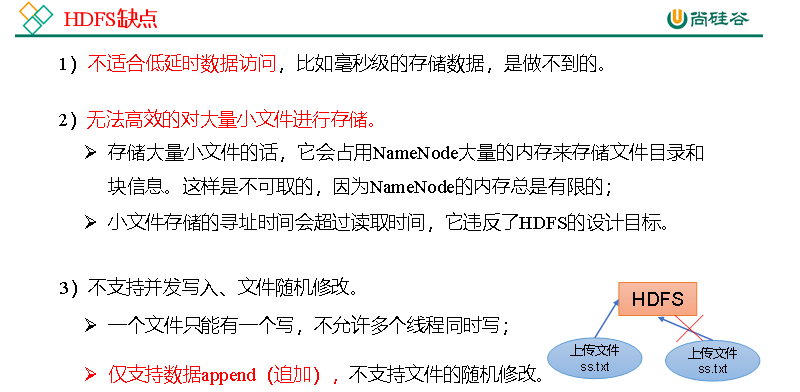 HDFS缺点
尚硅谷
1）不适合低延时数据访问，比如毫秒级的存储数据，是做不到的。
2）无法高效的对大量小文件进行存储。
➢ 存储大量小文件的话，它会占用NameNode大量的内存来存储文件目录和
块信息。这样是不可取的，因为NameNode的内存总是有限的；
➢ 小文件存储的寻址时间会超过读取时间，它违反了HDFS的设计目标。
3）不支持并发写入、文件随机修改。
➢ 一个文件只能有一个写，不允许多个线程同时写；
➢ 仅支持数据append（追加），不支持文件的随机修改。
HDFS
上传文件
ss.txt
上传文件
ss.txt